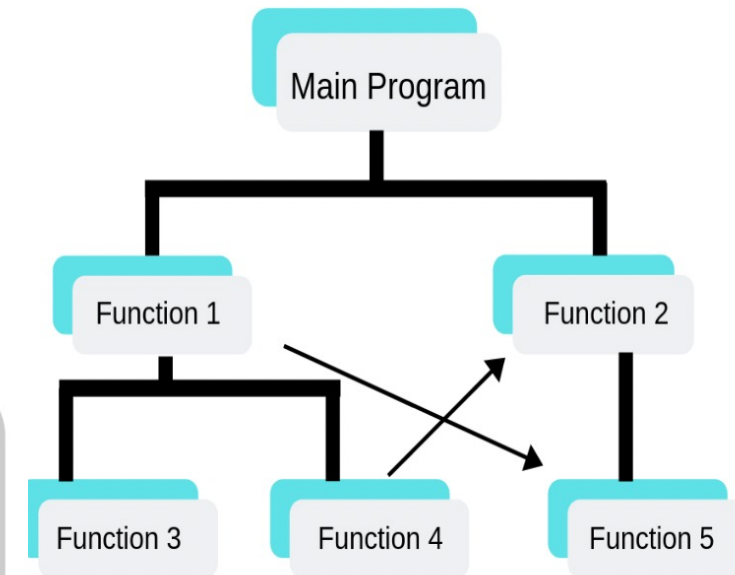 Main Program
Function 1
Function 2
Function 3
Function 4
Function 5